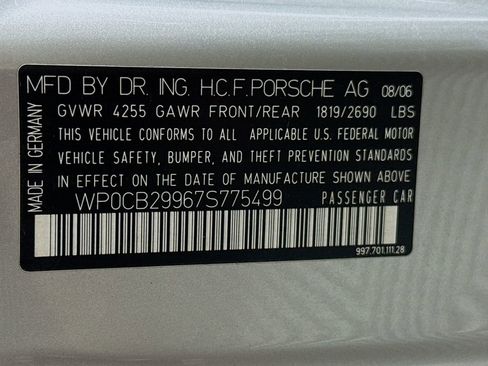 MFD BY DR. ING. H.C.F. PORSCHE AG 08/06
GVWR 4255 GAWR FRONT/REAR 1819/2690 LBS
THIS VEHICLE CONFORMS TO ALL APPLICABLE U.S. FEDERAL MOTOR
VEHICLE SAFETY, BUMPER, AND THEFT PREVENTION STANDARDS
IN EFFECT ON THE DATE OF MANUFACTURE SHOWN ABOVE
WP0CB29967S775499 PASSENGER CAR
997.701.111.28
MADE IN GERMANY